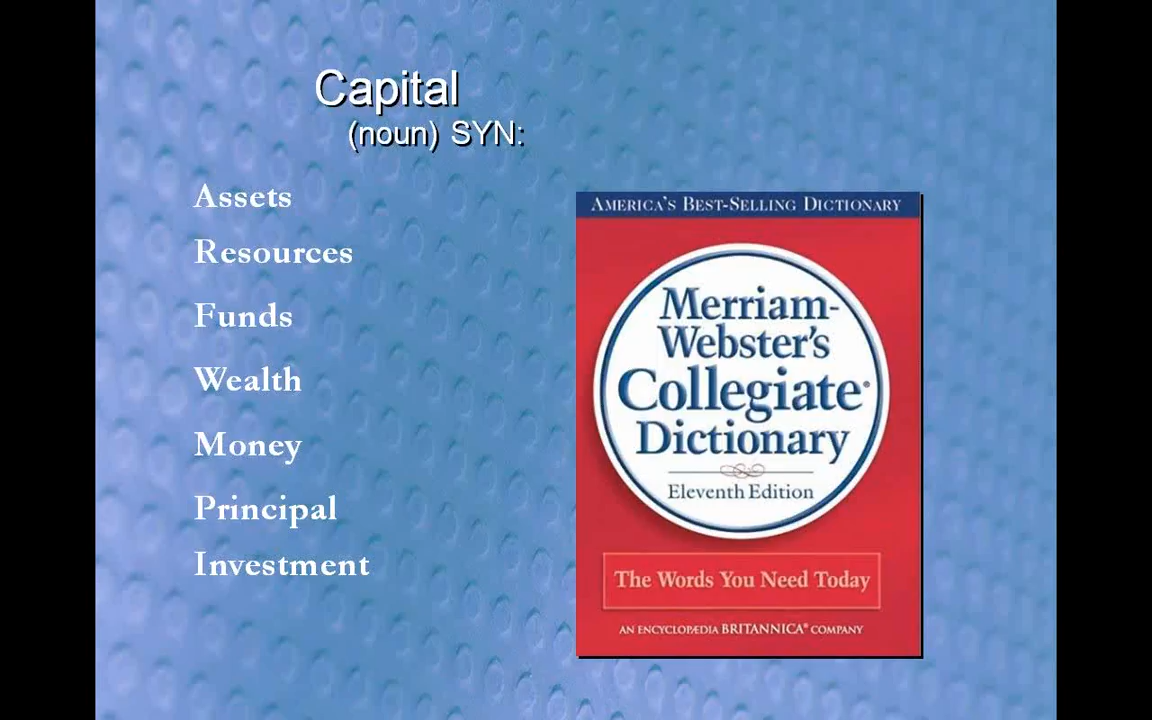 Capital
(noun) SYN:
Assets
Resources
Funds
Wealth
Money
Principal
Investment
AMERICA'S BEST-SELLING DICTIONARY
Merriam-
Webster's
Collegiate®
Dictionary
Eleventh Edition
The Words You Need Today
AN ENCYCLOPÆDIA BRITANNICA® COMPANY